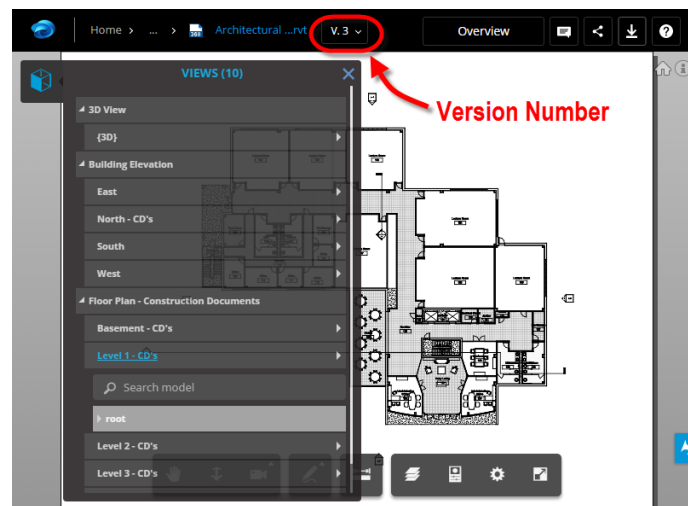 Home > ... > Architectural ...rvt V. 3 Overview
VIEWS (10)
Version Number
3D View
{3D}
Building Elevation
East
North - CD's
South
West
Floor Plan - Construction Documents
Basement - CD's
Level 1 - CD's
Search model
root
Level 2 - CD's
Level 3 - CD's